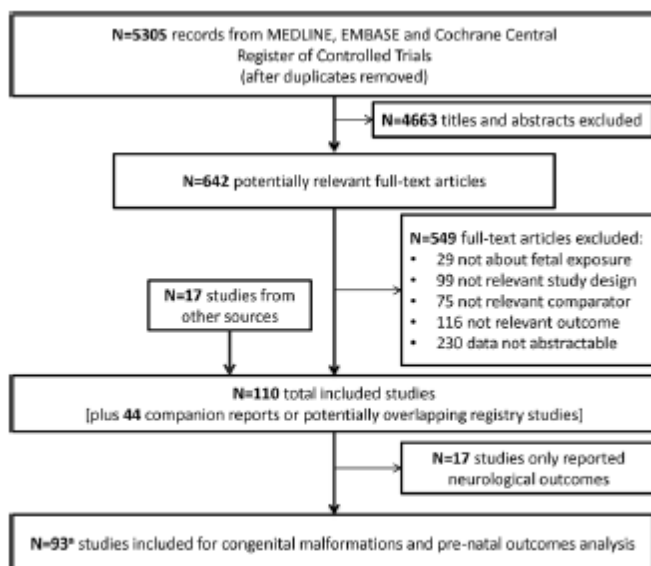 N=5305 records from MEDLINE, EMBASE and Cochrane Central
Register of Controlled Trials
(after duplicates removed)
N=4663 titles and abstracts excluded
N=642 potentially relevant full-text articles
N=549 full-text articles excluded:
• 29 not about fetal exposure
• 99 not relevant study design
• 75 not relevant comparator
• 116 not relevant outcome
• 230 data not abstractable
N=17 studies from
other sources
N=110 total included studies
[plus 44 companion reports or potentially overlapping registry studies]
N=17 studies only reported
neurological outcomes
N=93ª studies included for congenital malformations and pre-natal outcomes analysis